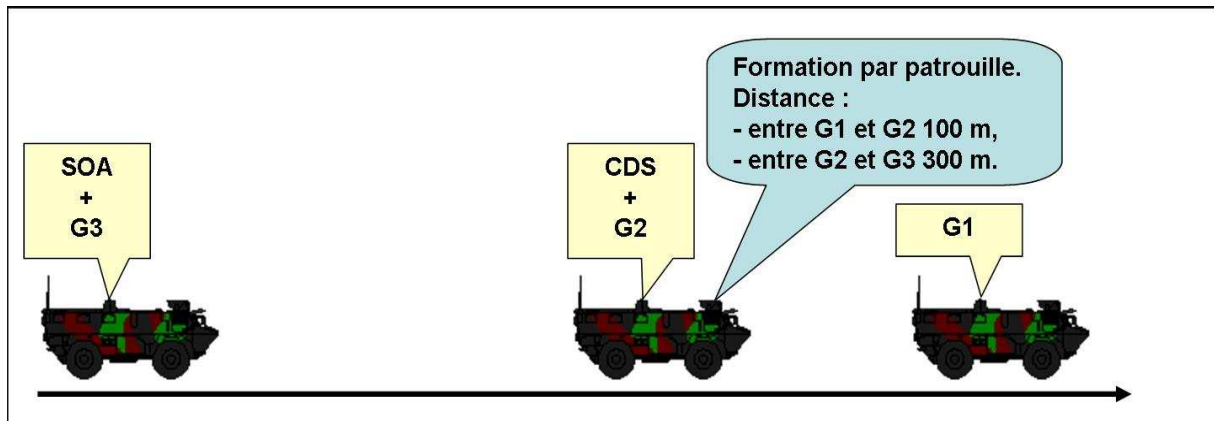 Formation par patrouille.
Distance :
- entre G1 et G2 100 m,
- entre G2 et G3 300 m.
SOA
+
G3
CDS
+
G2
G1